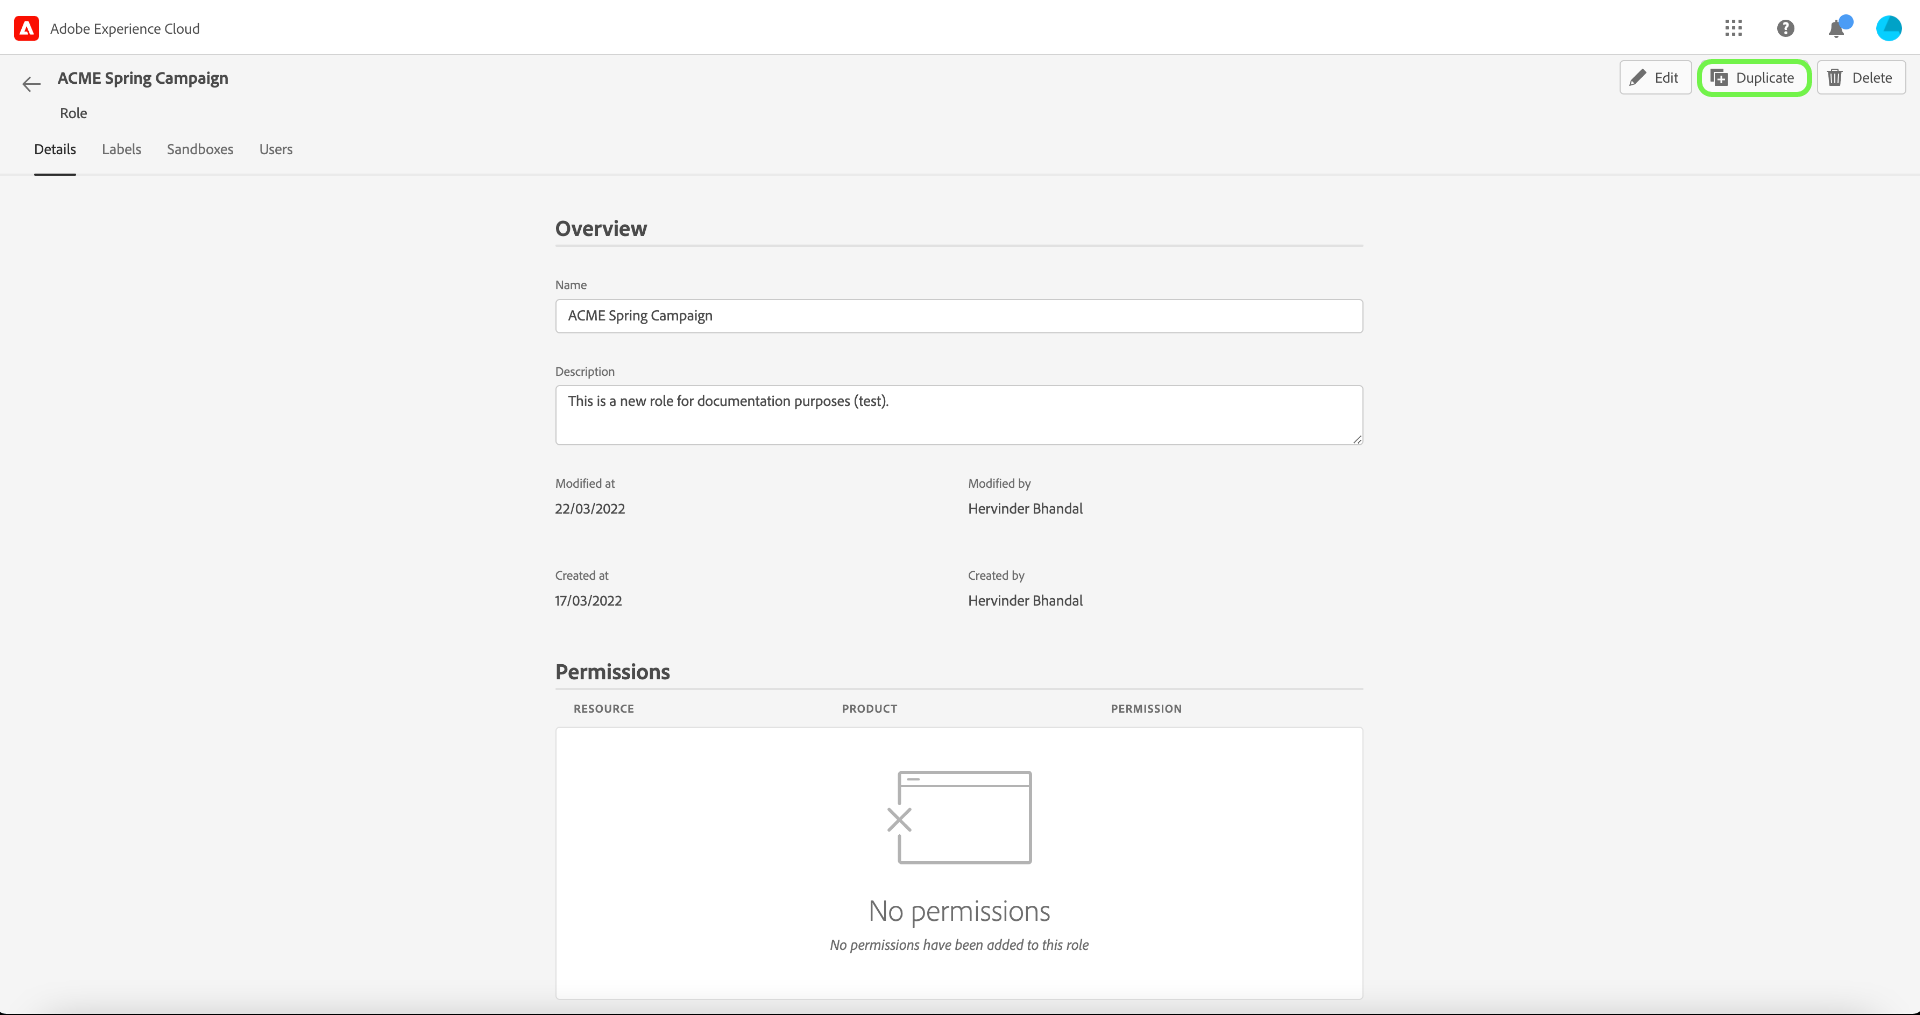 Adobe Experience Cloud
ACME Spring Campaign
Edit
Duplicate
Delete
Role
Details
Labels
Sandboxes
Users
Overview
Name
ACME Spring Campaign
Description
This is a new role for documentation purposes (test).
Modified at
Modified by
22/03/2022
Hervinder Bhandal
Created at
Created by
17/03/2022
Hervinder Bhandal
Permissions
RESOURCE
PRODUCT
PERMISSION
No permissions
No permissions have been added to this role